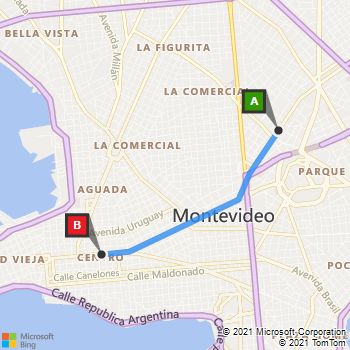 BELLA VISTA
Avenida Millán
LA FIGURITA
LA COMERCIAL
A
LA COMERCIAL
PARQUE
AGUADA
Avenida Uruguay
Montevideo
B
D VIEJA
CENTRO
Calle Canelones
Calle Maldonado
POC
Avenida Brasil
Calle Republica Argentina
Microsoft
Bing
© 2021 Microsoft Corporation
© 2021 TomTom